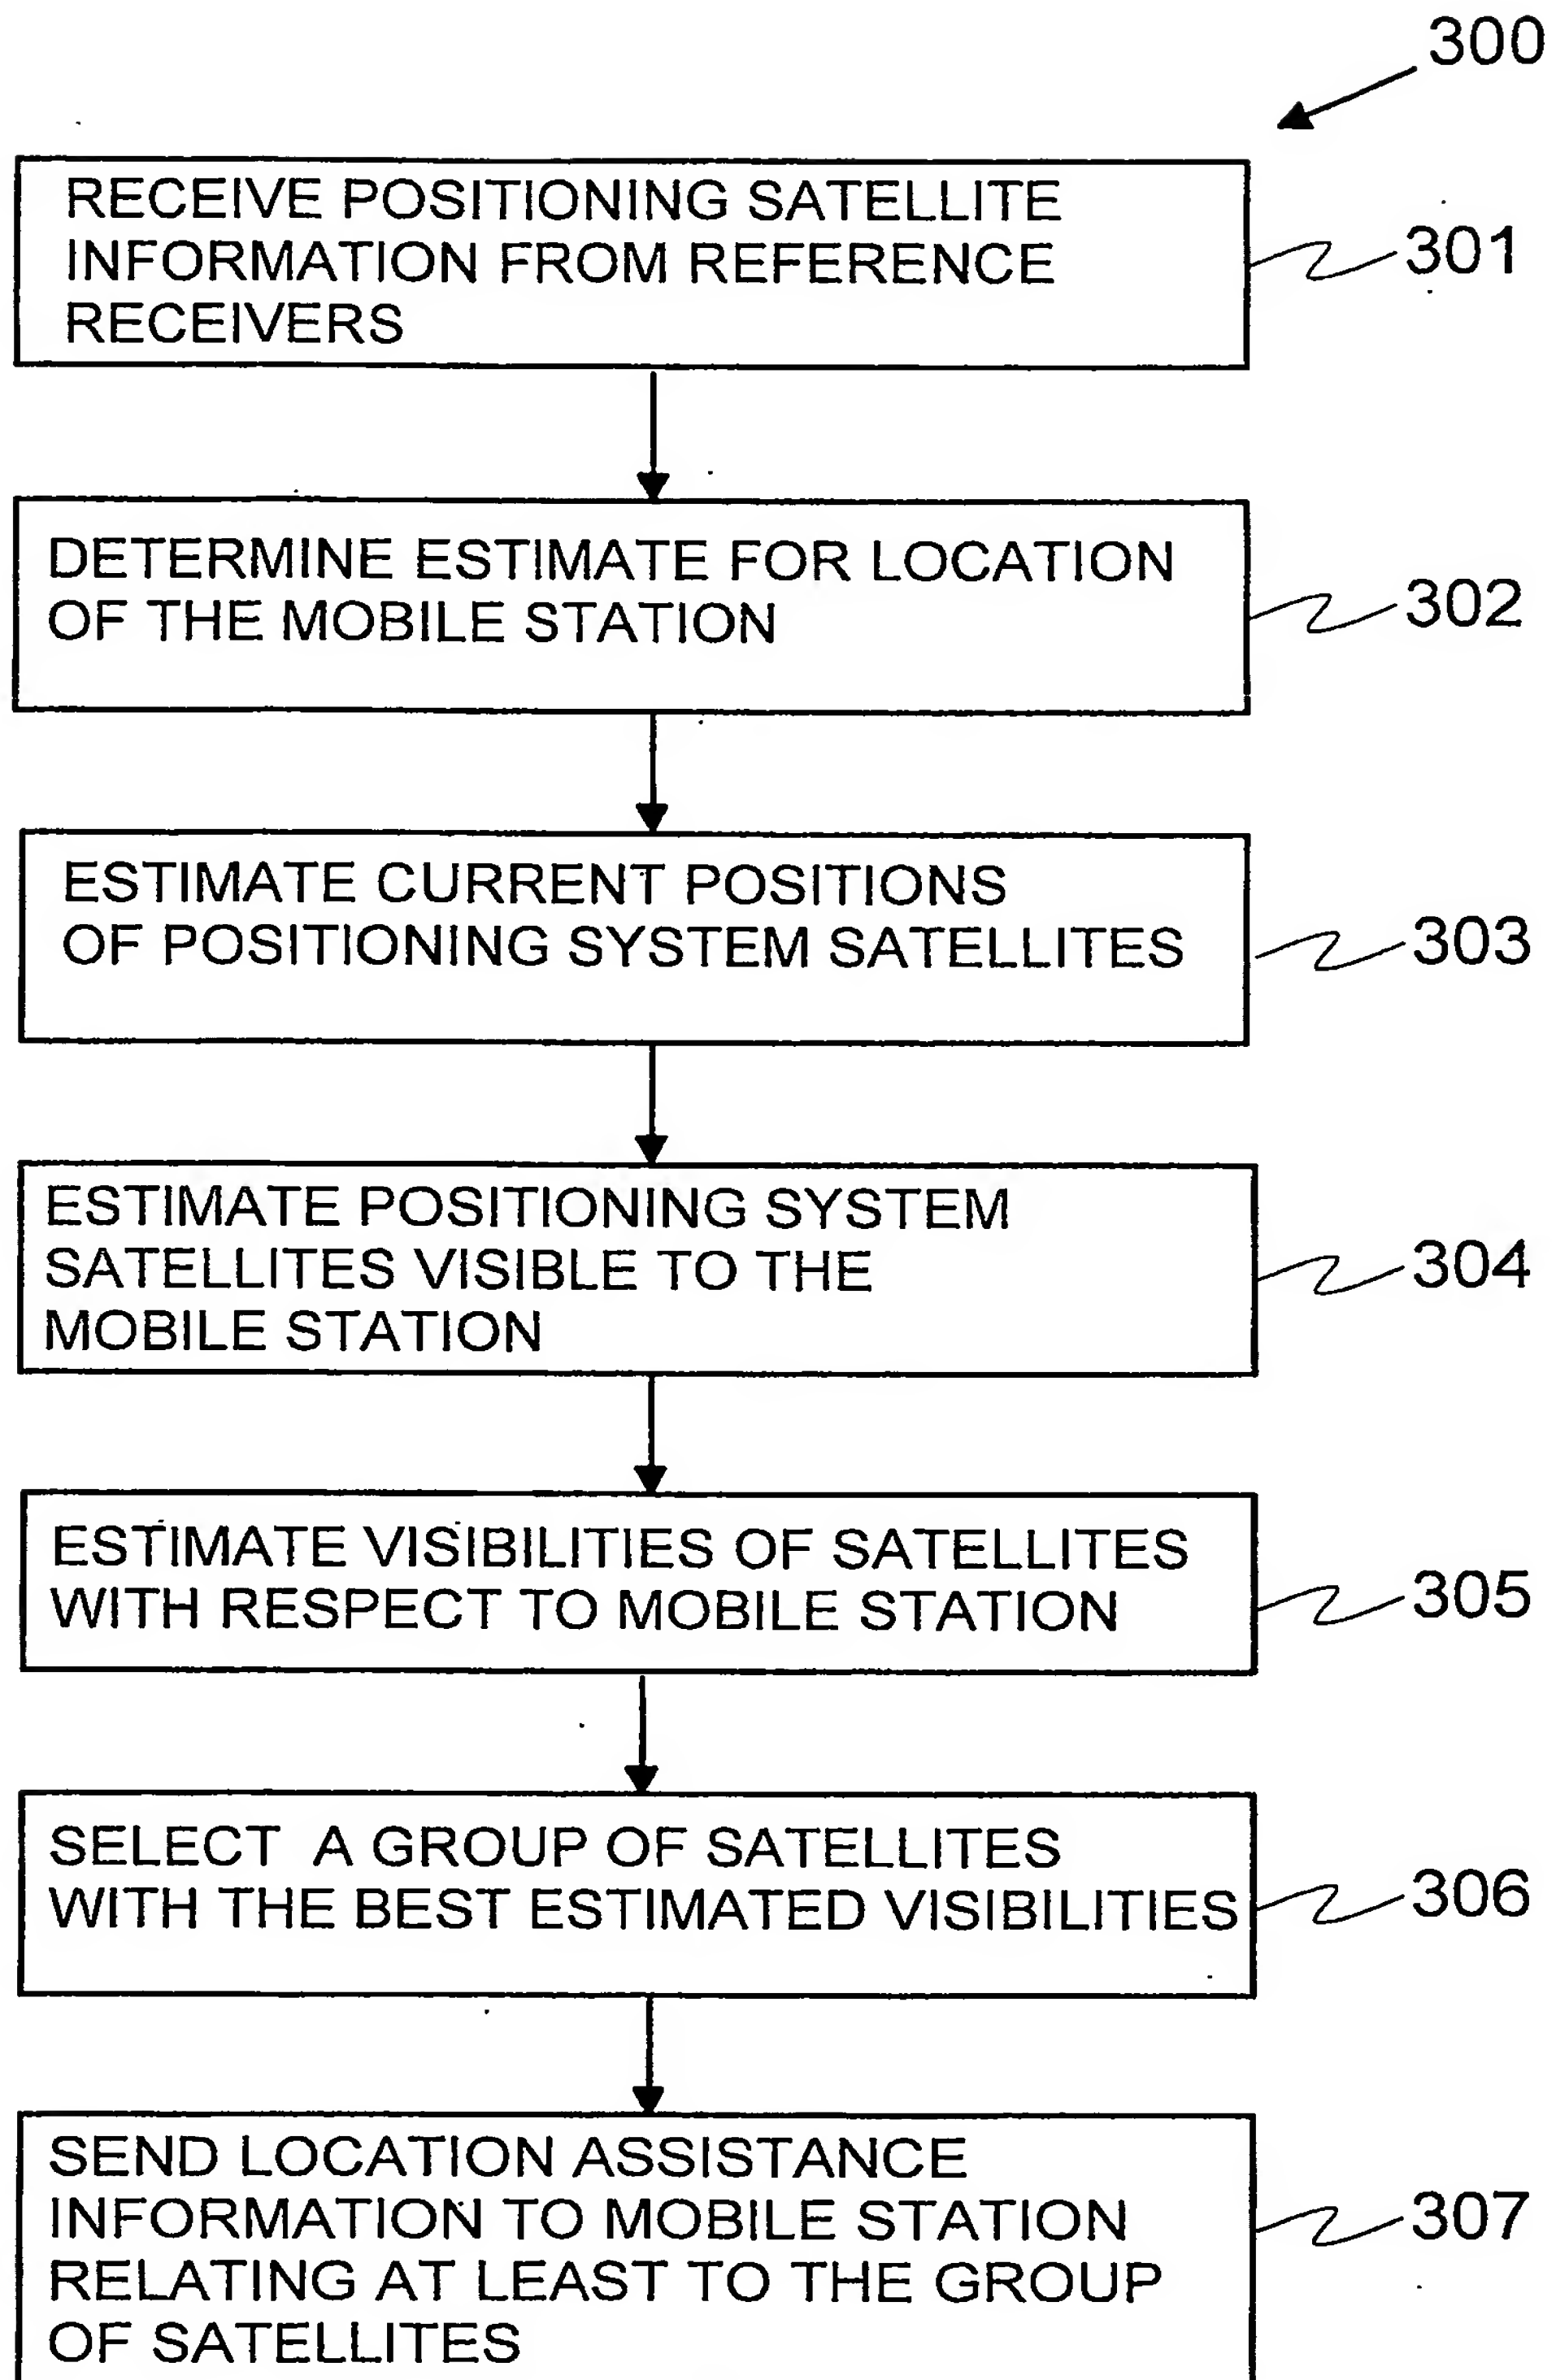 300
RECEIVE POSITIONING SATELLITE
INFORMATION FROM REFERENCE
RECEIVERS
301
DETERMINE ESTIMATE FOR LOCATION
OF THE MOBILE STATION
302
ESTIMATE CURRENT POSITIONS
OF POSITIONING SYSTEM SATELLITES
303
ESTIMATE POSITIONING SYSTEM
SATELLITES VISIBLE TO THE
MOBILE STATION
304
ESTIMATE VISIBILITIES OF SATELLITES
WITH RESPECT TO MOBILE STATION
305
SELECT A GROUP OF SATELLITES
WITH THE BEST ESTIMATED VISIBILITIES
306
SEND LOCATION ASSISTANCE
INFORMATION TO MOBILE STATION
RELATING AT LEAST TO THE GROUP
OF SATELLITES
307